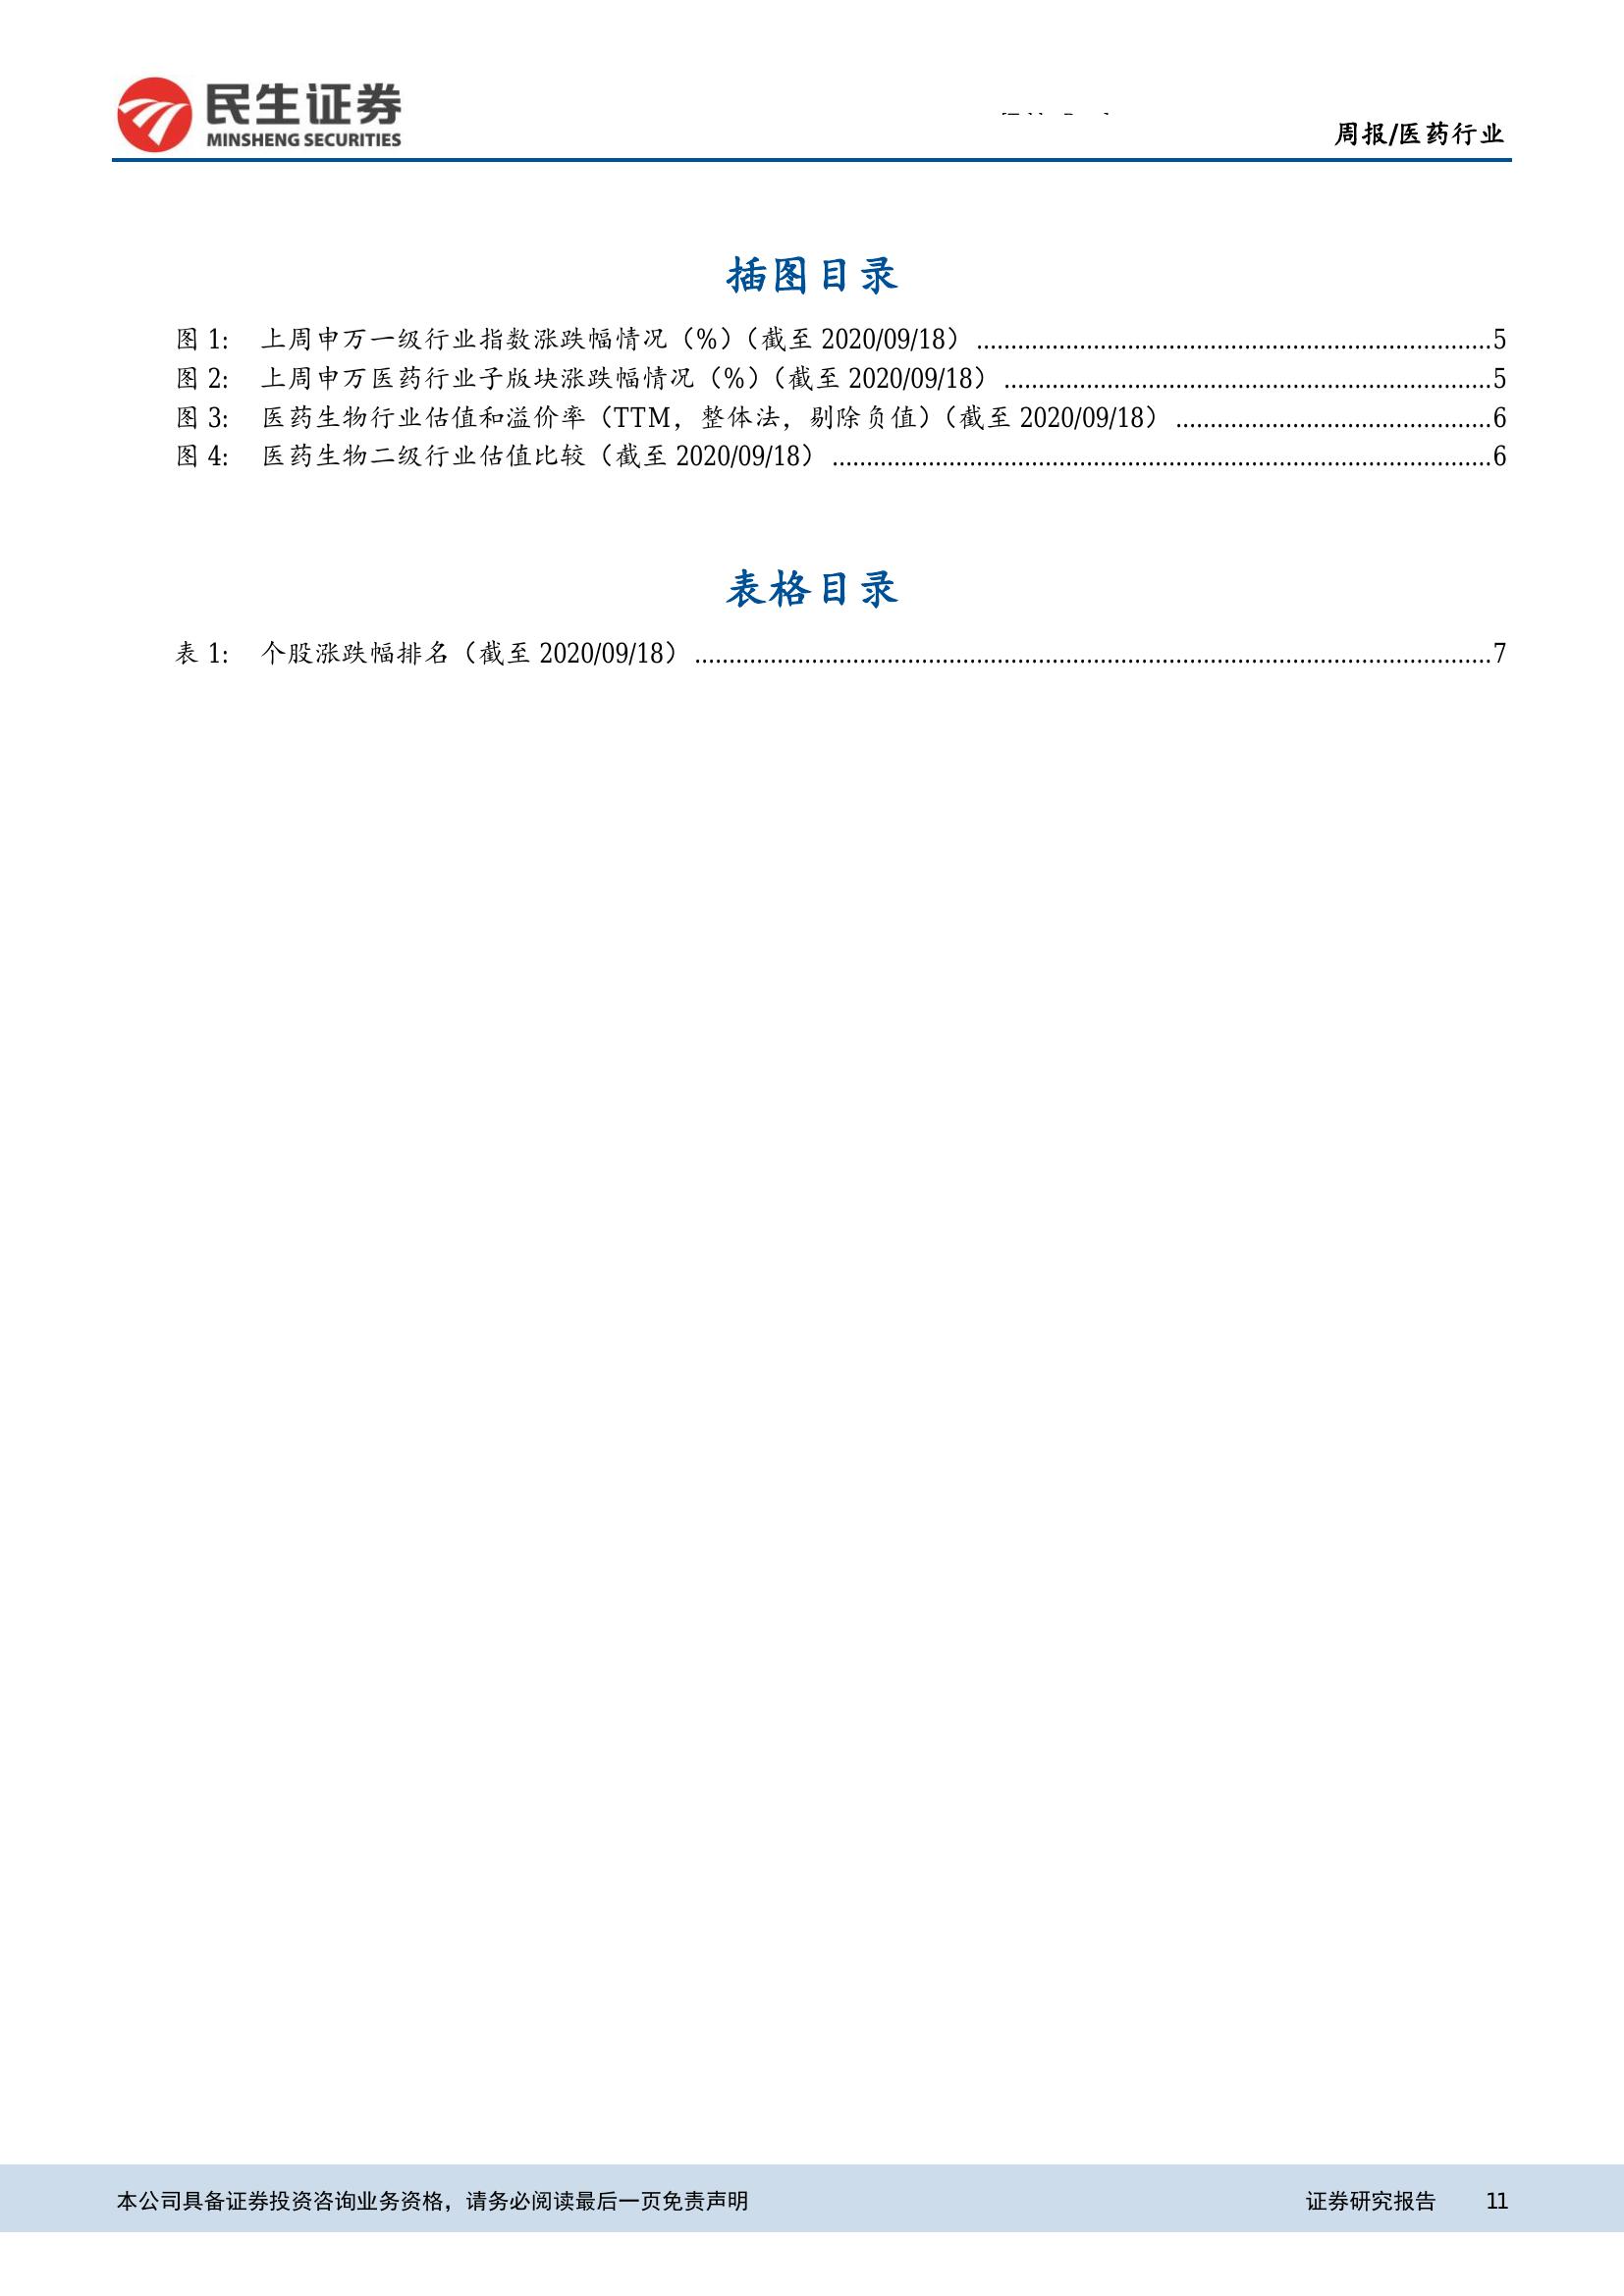 民生证券
MINSHENG SECURITIES
周报/医药行业
插图目录
图 1: 上周申万一级行业指数涨跌幅情况（%）（截至 2020/09/18）...........................................................................5
图 2: 上周申万医药行业子版块涨跌幅情况（%）（截至 2020/09/18）.......................................................................5
图 3: 医药生物行业估值和溢价率（TTM，整体法，剔除负值）（截至 2020/09/18）..............................................6
图 4: 医药生物二级行业估值比较（截至 2020/09/18）................................................................................................6
表格目录
表 1: 个股涨跌幅排名（截至 2020/09/18）....................................................................................................................7
本公司具备证券投资咨询业务资格，请务必阅读最后一页免责声明 证券研究报告 11